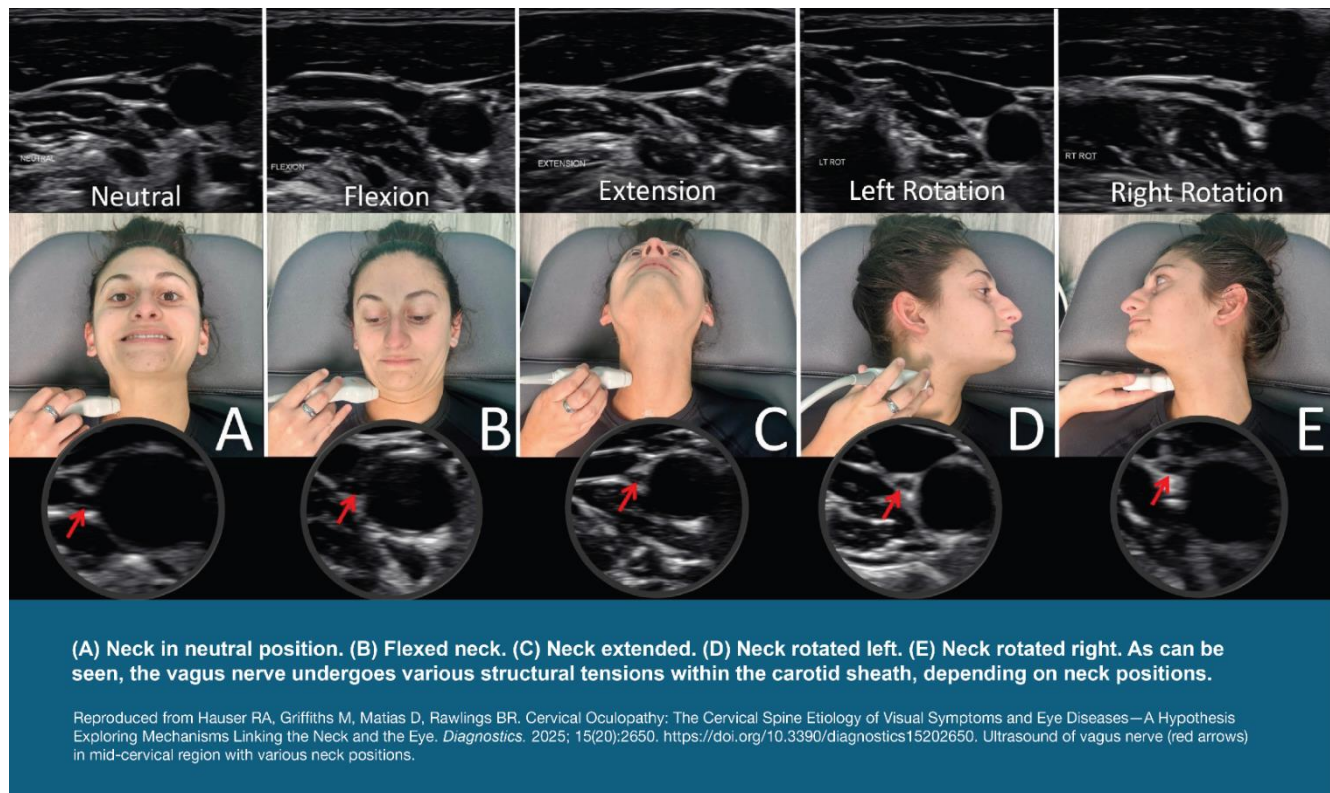 NEUTRAL
FLEXION
EXTENSION
LT ROT
RT ROT
Neutral
Flexion
Extension
Left Rotation
Right Rotation
A
B
C
D
E
(A) Neck in neutral position. (B) Flexed neck. (C) Neck extended. (D) Neck rotated left. (E) Neck rotated right. As can be
seen, the vagus nerve undergoes various structural tensions within the carotid sheath, depending on neck positions.
Reproduced from Hauser RA, Griffiths M, Matias D, Rawlings BR. Cervical Oculopathy: The Cervical Spine Etiology of Visual Symptoms and Eye Diseases—A Hypothesis
Exploring Mechanisms Linking the Neck and the Eye. Diagnostics. 2025; 15(20):2650. https://doi.org/10.3390/diagnostics15202650. Ultrasound of vagus nerve (red arrows)
in mid-cervical region with various neck positions.